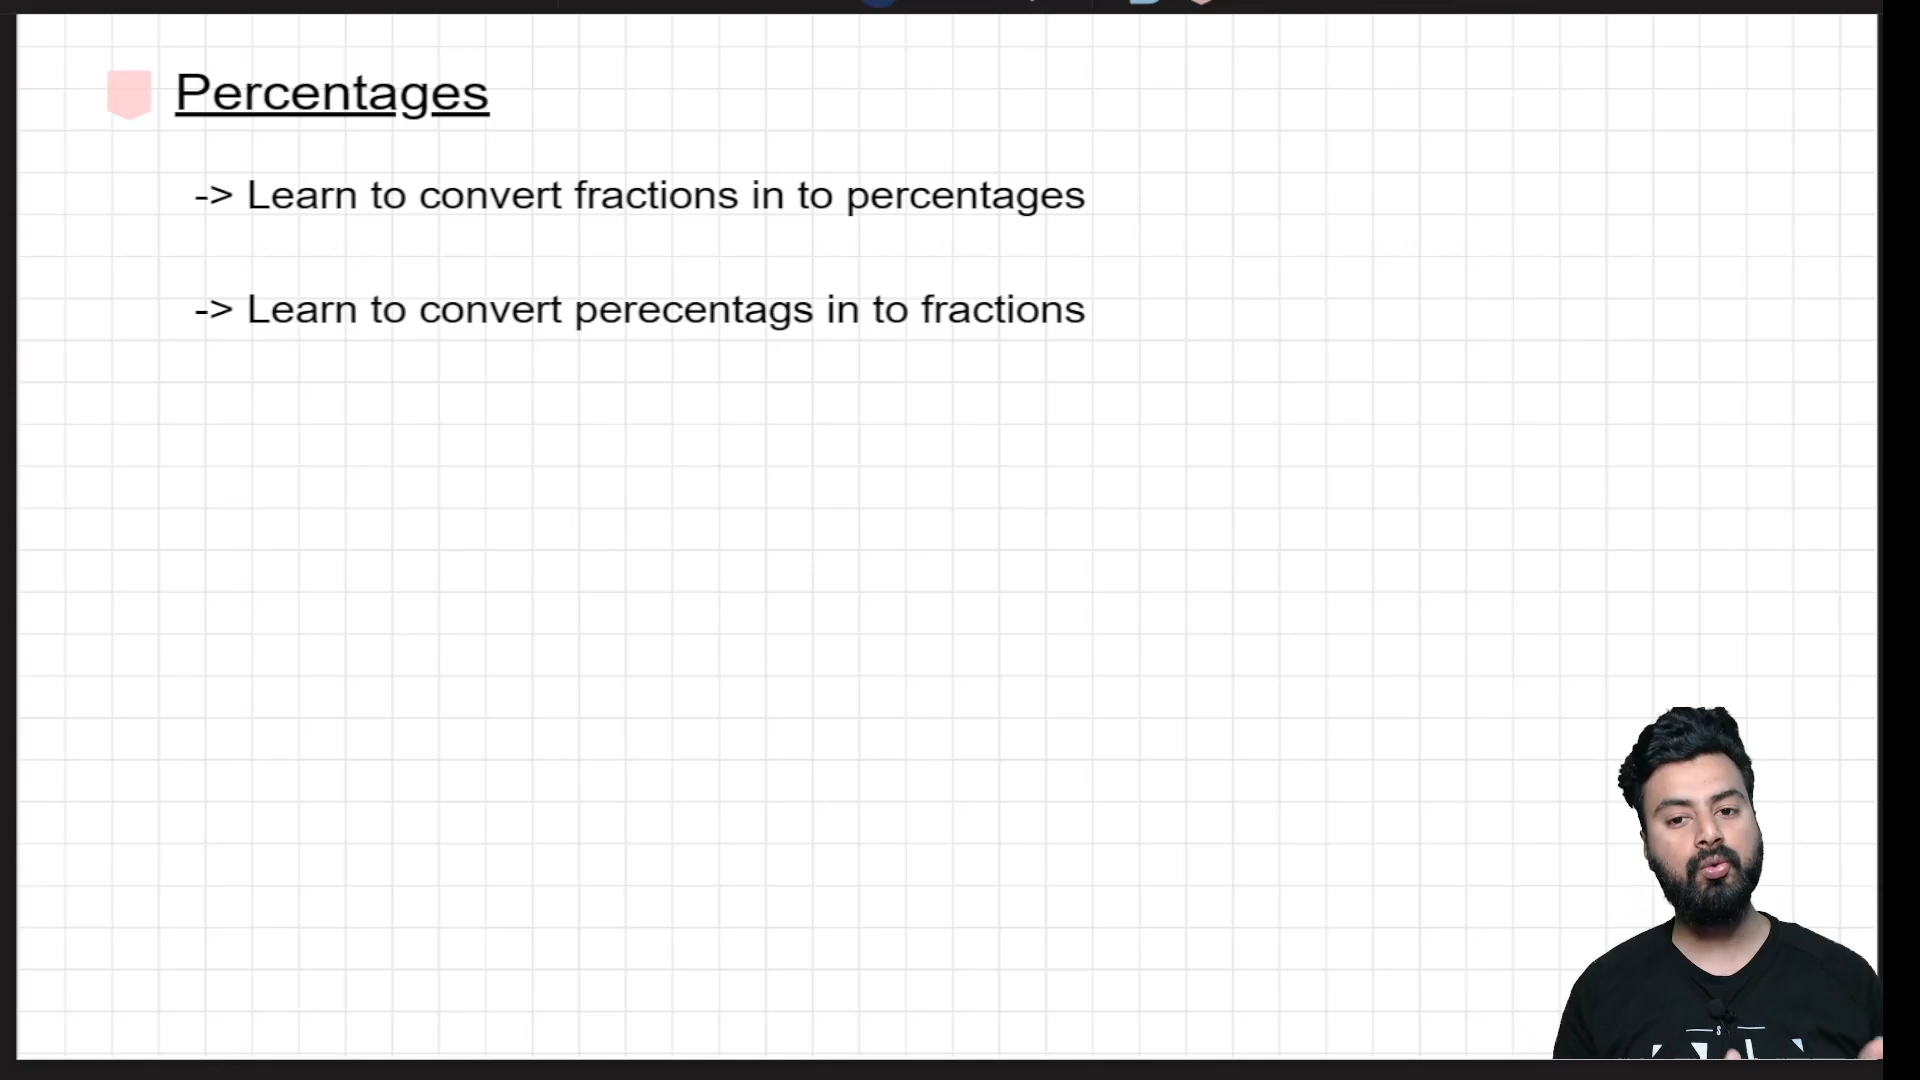 Percentages
-> Learn to convert fractions in to percentages
-> Learn to convert perecentags in to fractions